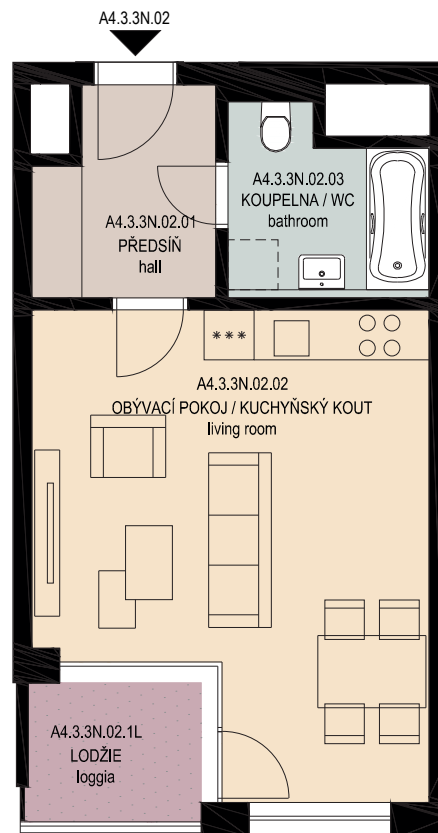 A4.3.3N.02
A4.3.3N.02.03
KOUPELNA / WC
bathroom
A4.3.3N.02.01
PŘEDSÍŇ
hall
***
A4.3.3N.02.02
OBÝVACÍ POKOJ / KUCHYŇSKÝ KOUT
living room
A4.3.3N.02.1L
LODŽIE
loggia